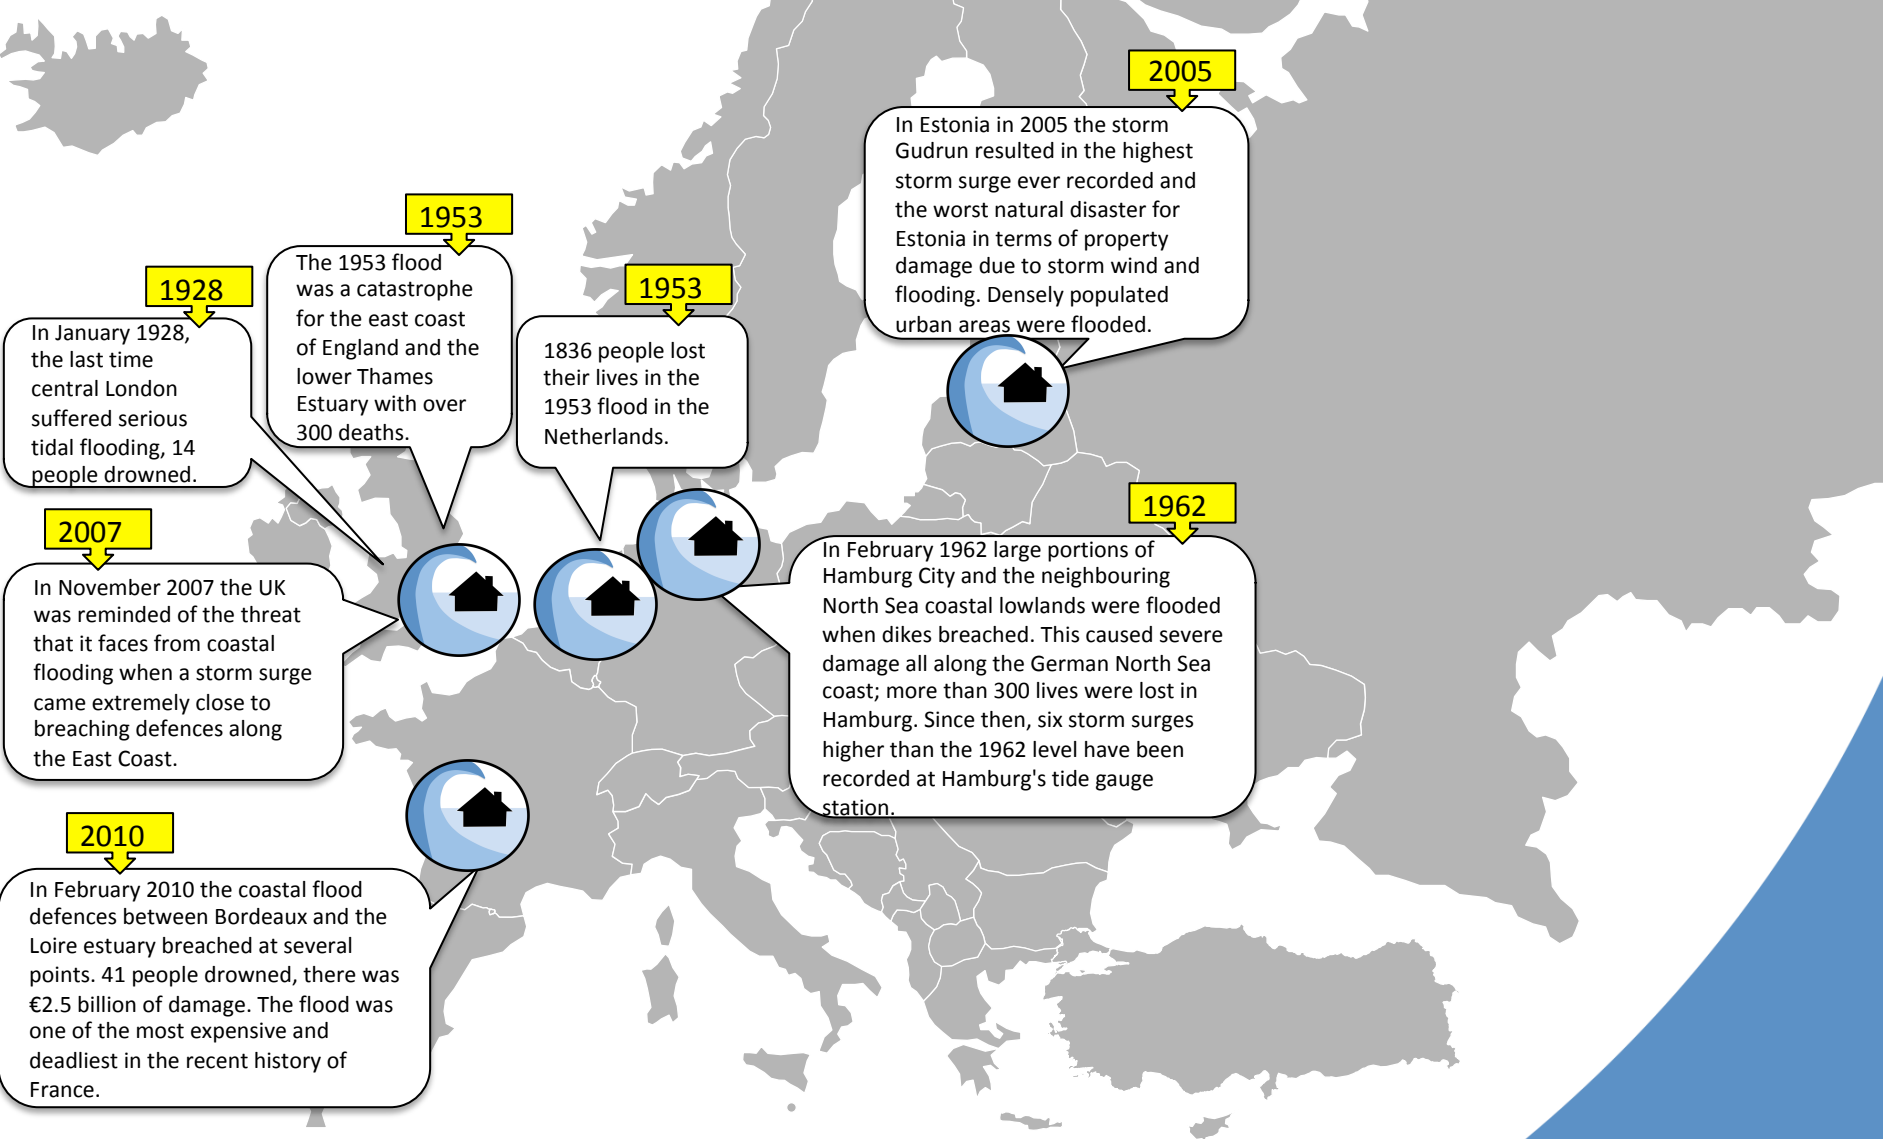 2005
In Estonia in 2005 the storm
Gudrun resulted in the highest
storm surge ever recorded and
the worst natural disaster for
Estonia in terms of property
damage due to storm wind and
flooding. Densely populated
urban areas were flooded.
1953
The 1953 flood
was a catastrophe
for the east coast
of England and the
lower Thames
Estuary with over
300 deaths.
1953
1836 people lost
their lives in the
1953 flood in the
Netherlands.
1928
In January 1928,
the last time
central London
suffered serious
tidal flooding, 14
people drowned.
2007
In November 2007 the UK
was reminded of the threat
that it faces from coastal
flooding when a storm surge
came extremely close to
breaching defences along
the East Coast.
1962
In February 1962 large portions of
Hamburg City and the neighbouring
North Sea coastal lowlands were flooded
when dikes breached. This caused severe
damage all along the German North Sea
coast; more than 300 lives were lost in
Hamburg. Since then, six storm surges
higher than the 1962 level have been
recorded at Hamburg's tide gauge
station.
2010
In February 2010 the coastal flood
defences between Bordeaux and the
Loire estuary breached at several
points. 41 people drowned, there was
€2.5 billion of damage. The flood was
one of the most expensive and
deadliest in the recent history of
France.